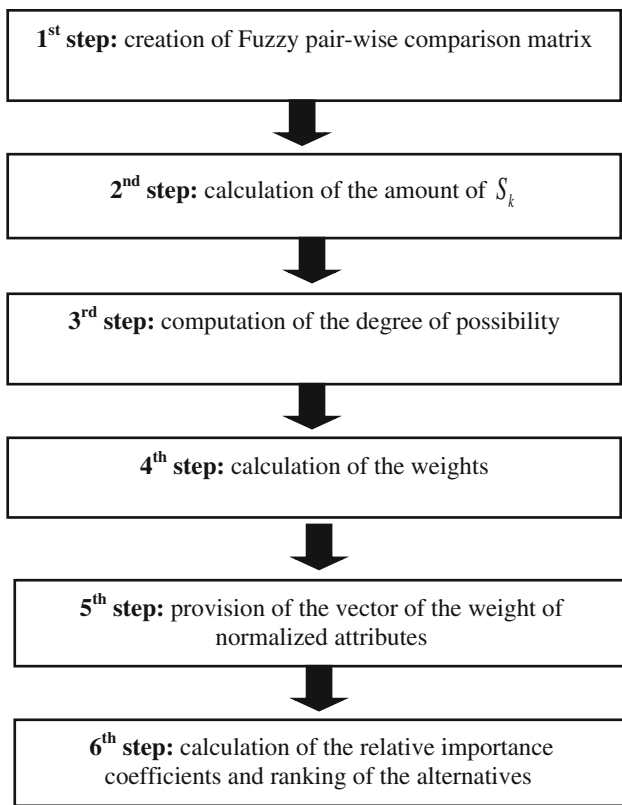 1st step: creation of Fuzzy pair-wise comparison matrix
2nd step: calculation of the amount of Sk
3rd step: computation of the degree of possibility
4th step: calculation of the weights
5th step: provision of the vector of the weight of
normalized attributes
6th step: calculation of the relative importance
coefficients and ranking of the alternatives